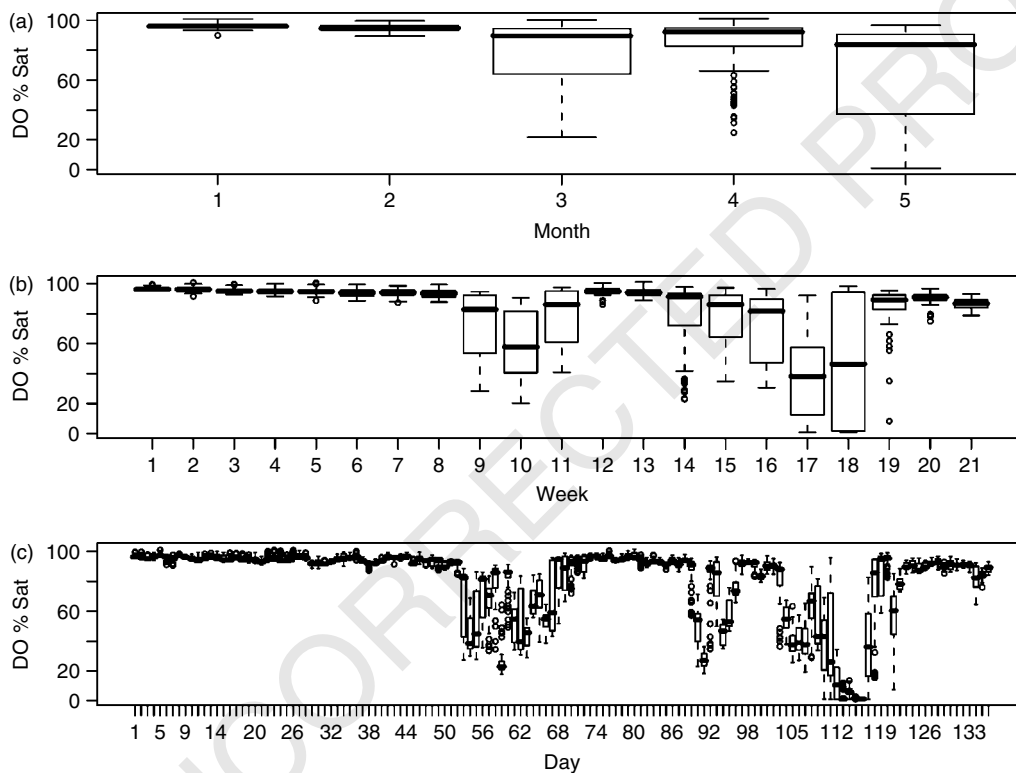 (a)
DO % Sat
100
60
20
0
1 2 3 4 5
Month
(b)
DO % Sat
100
60
20
0
1 2 3 4 5 6 7 8 9 10 11 12 13 14 15 16 17 18 19 20 21
Week
(c)
DO % Sat
100
60
20
0
1 5 9 14 20 26 32 38 44 50 56 62 68 74 80 86 92 98 105 112 119 126 133
Day
NCORRECTED PRO